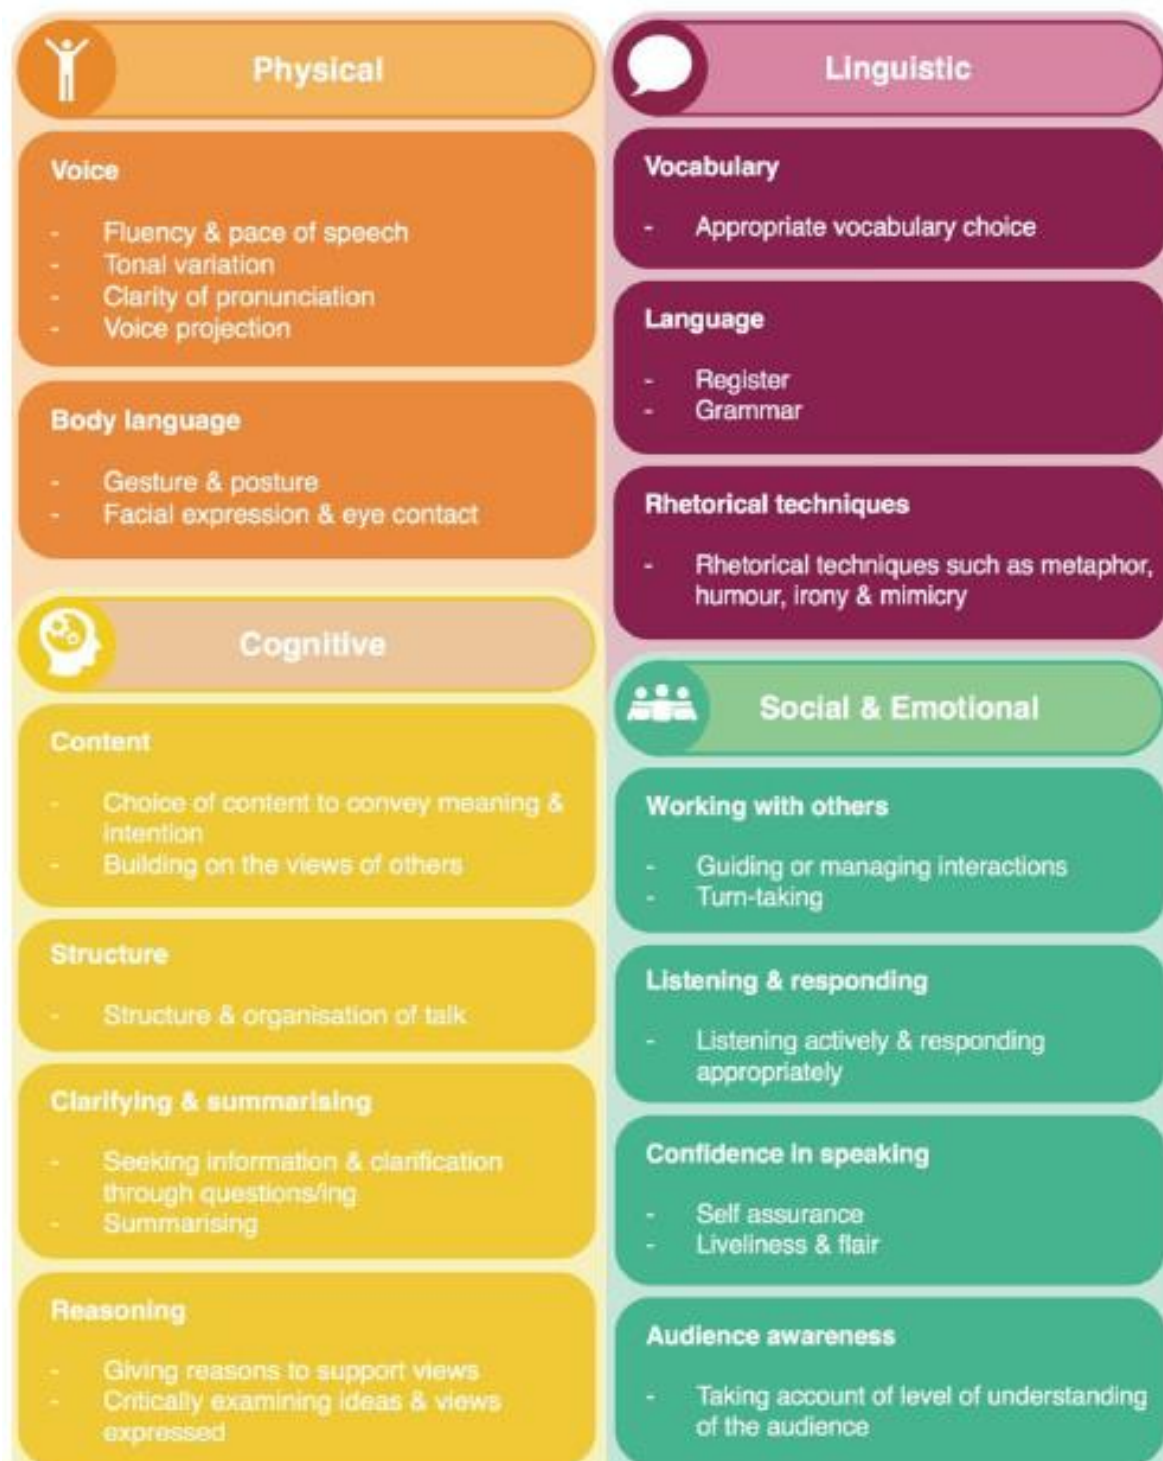 Physical
Voice
- Fluency & pace of speech
- Tonal variation
- Clarity of pronunciation
- Voice projection
Body language
- Gesture & posture
- Facial expression & eye contact
Cognitive
Content
- Choice of content to convey meaning &
intention
- Building on the views of others
Structure
- Structure & organisation of talk
Clarifying & summarising
- Seeking information & clarification
through questions/ing
- Summarising
Reasoning
- Giving reasons to support views
- Critically examining ideas & views
expressed
Linguistic
Vocabulary
- Appropriate vocabulary choice
Language
- Register
- Grammar
Rhetorical techniques
- Rhetorical techniques such as metaphor,
humour, irony & mimicry
Social & Emotional
Working with others
- Guiding or managing interactions
- Turn-taking
Listening & responding
- Listening actively & responding
appropriately
Confidence in speaking
- Self assurance
- Liveliness & flair
Audience awareness
- Taking account of level of understanding
of the audience